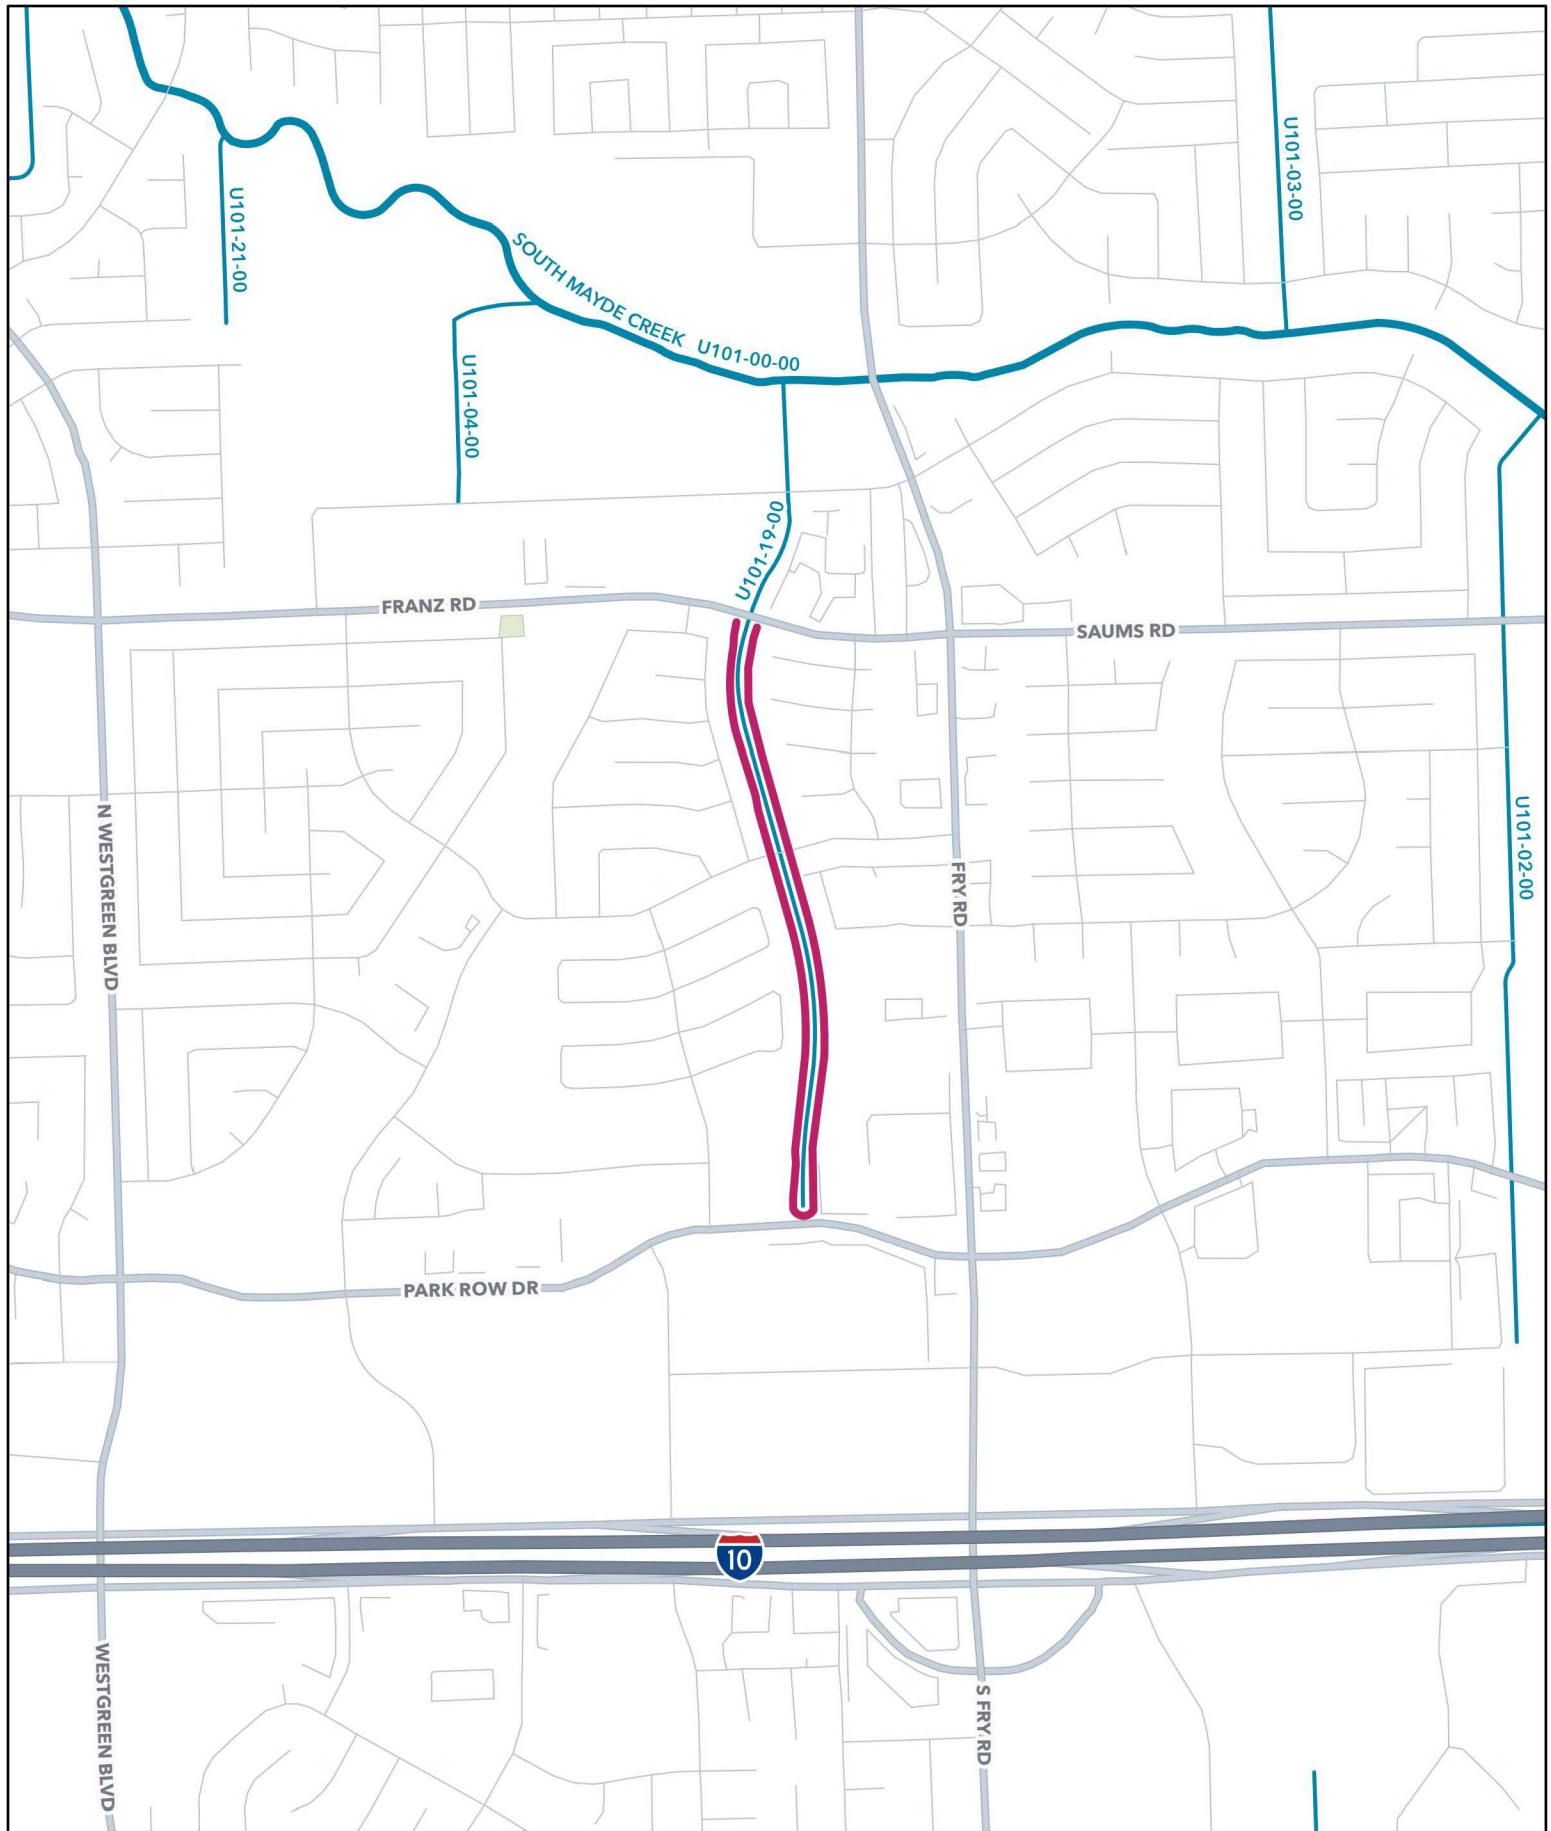 U101-03-00
U101-21-00
SOUTH MAYDE CREEK U101-00-00
U101-04-00
U101-19-00
FRANZ RD
SAUMS RD
N WESTGREEN BLVD
FRY RD
U101-02-00
PARK ROW DR
10
WESTGREEN BLVD
S FRY RD